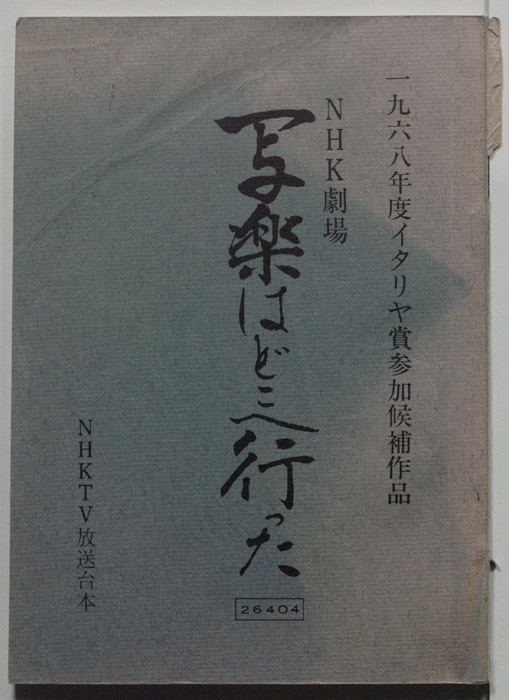 一九六八年度イタリヤ賞参加候補作品
NHK劇場
写楽はどこへ行った
26404
NHKTV放送台本